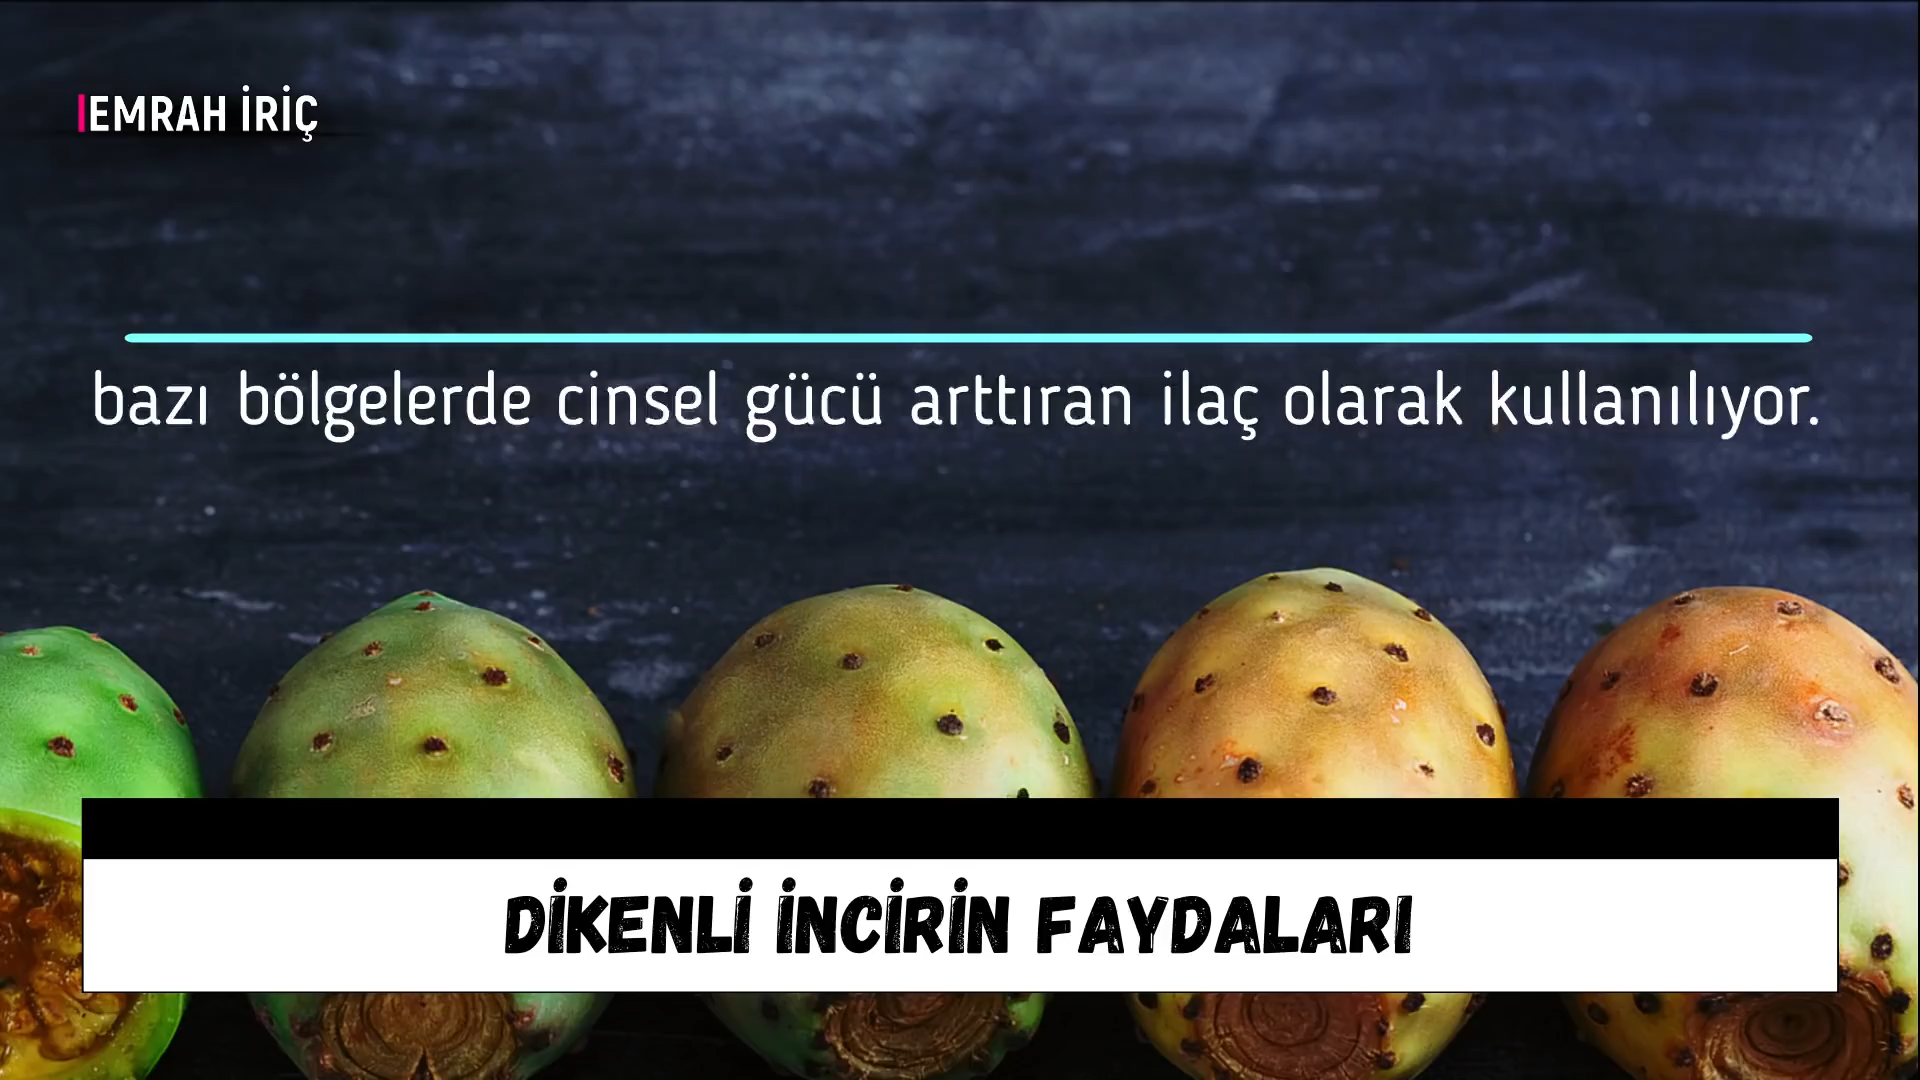 EMRAH İRİÇ
bazı bölgelerde cinsel gücü arttıran ilaç olarak kullanılıyor.
DİKENLİ İNCİRİN FAYDALARI